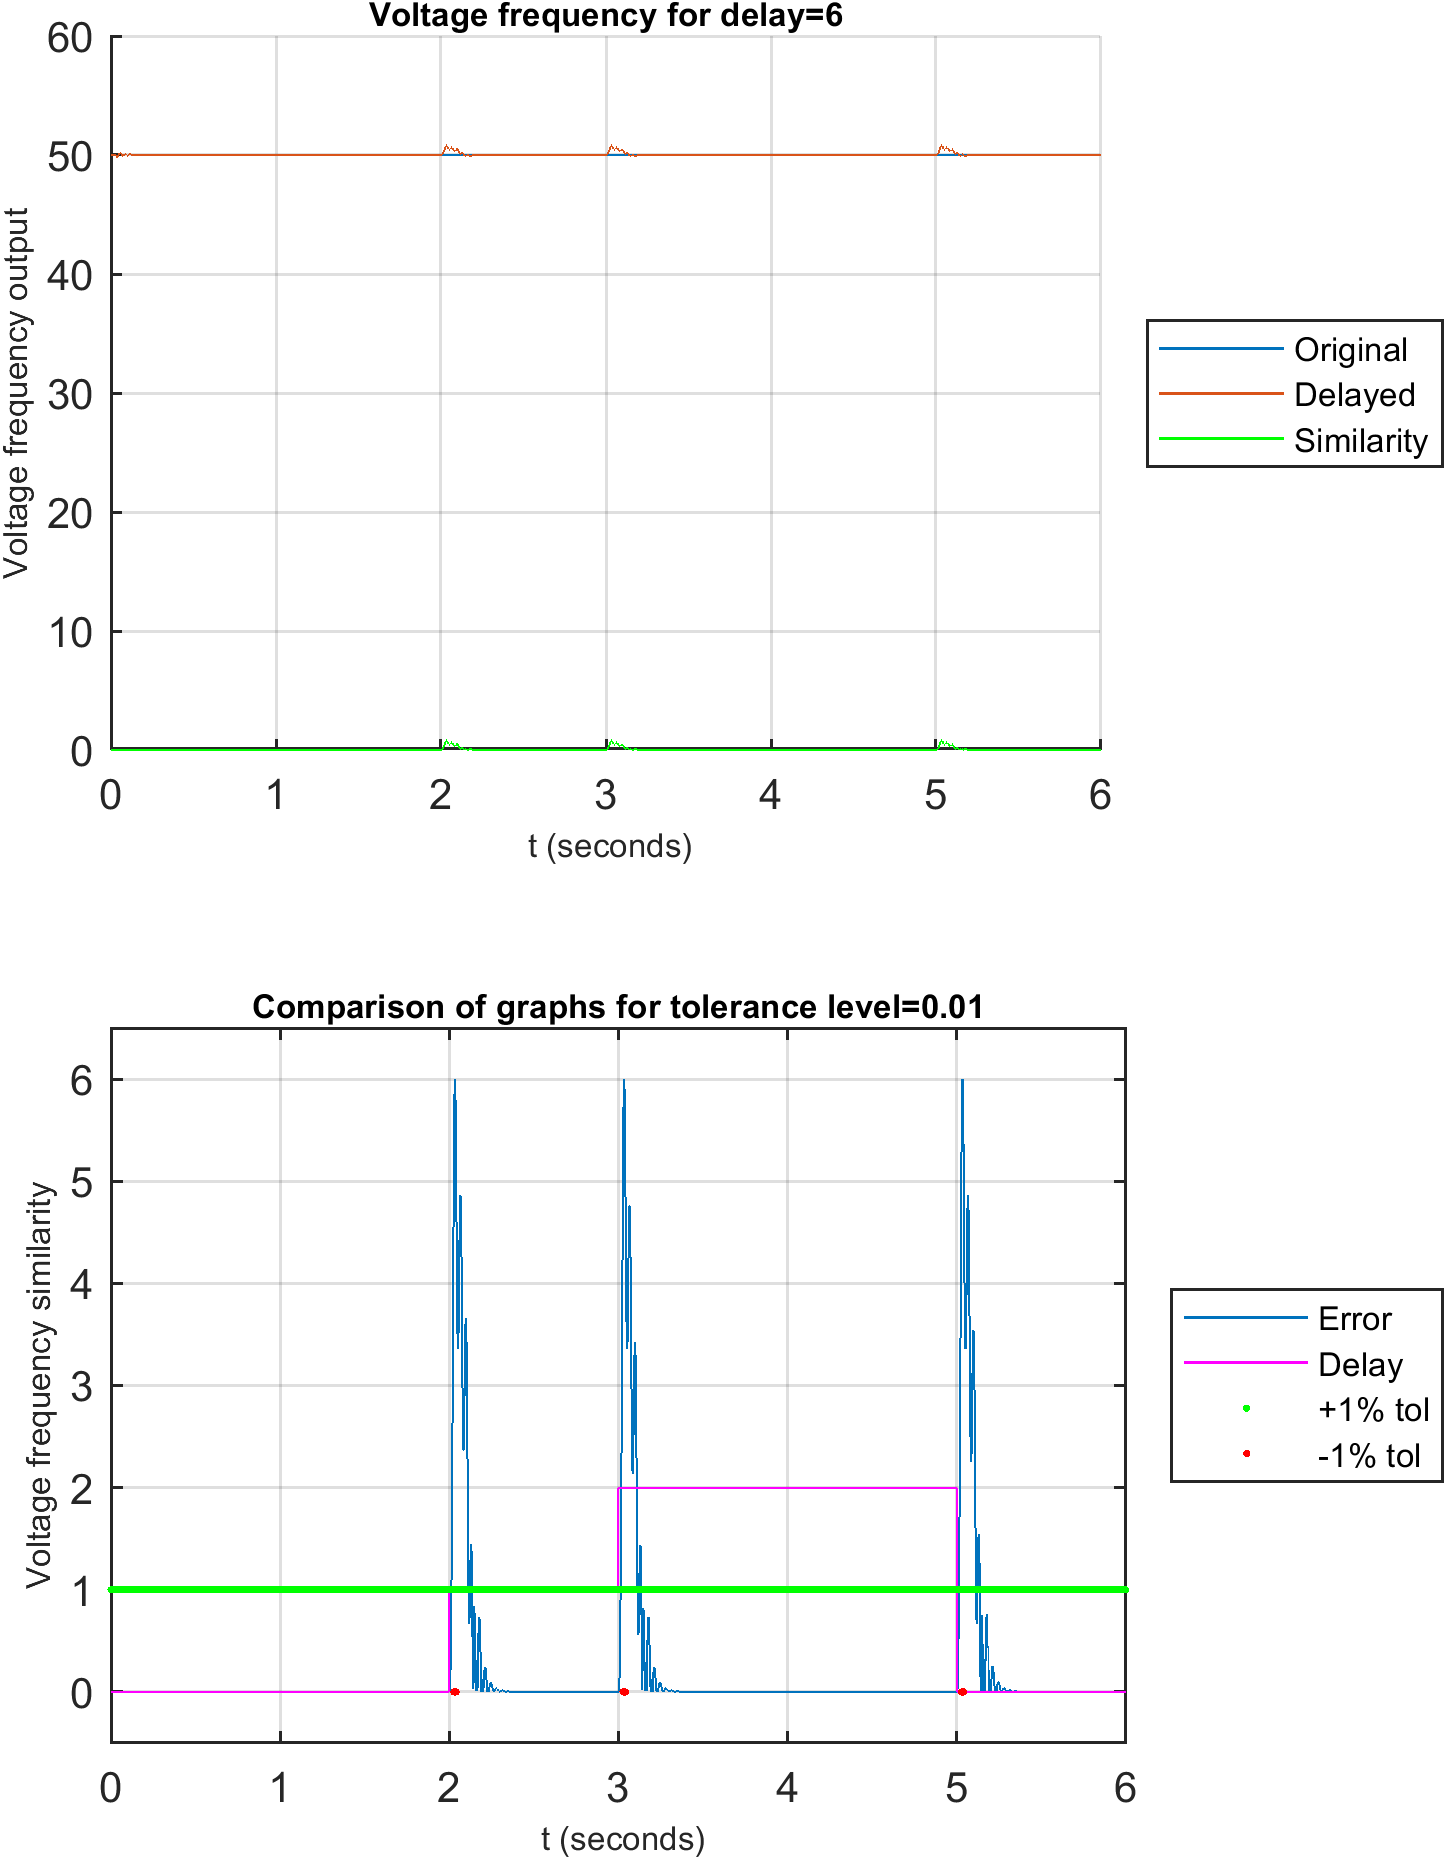 Voltage frequency for delay=6
60
50
40
30
20
10
0
Voltage frequency output
0 1 2 3 4 5 6
t (seconds)
Original
Delayed
Similarity
Comparison of graphs for tolerance level=0.01
6
5
4
3
2
1
0
Voltage frequency similarity
0 1 2 3 4 5 6
t (seconds)
Error
Delay
+1% tol
-1% tol